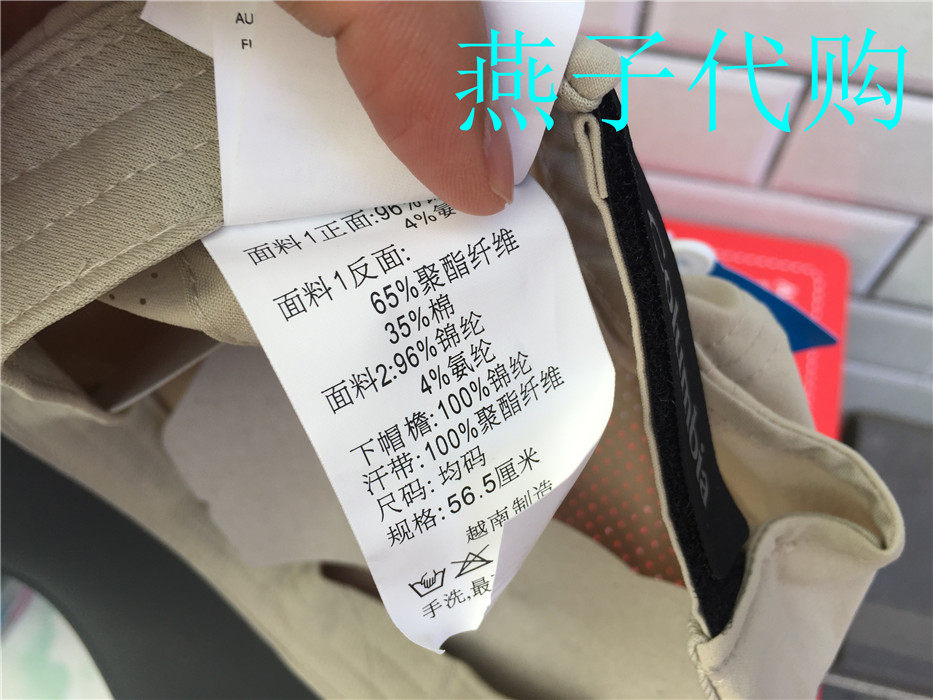 AU
燕子代购
面料1正面:96%
4%氨
面料1反面:
65%聚酯纤维
35%棉
面料2:96%锦纶
4%氨纶
下帽檐:100%锦纶
汗带:100%聚酯纤维
尺码:均码
规格:56.5厘米
越南制造
手洗,最
Columbia